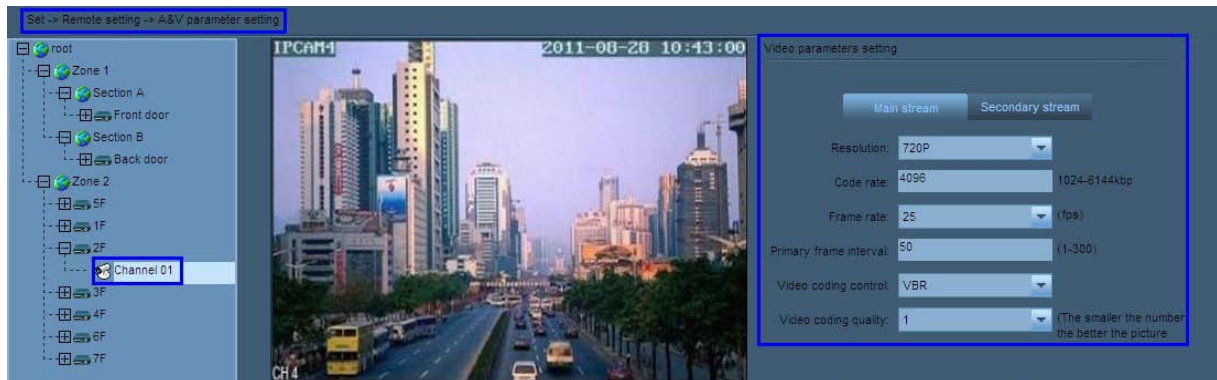 Set -> Remote setting -> A&V parameter setting
root
Zone 1
Section A
Front door
Section B
Back door
Zone 2
5F
1F
2F
Channel 01
3F
4F
6F
7F
IPCAM4 2011-08-28 10:43:00
CH4
Video parameters setting
Main stream Secondary stream
Resolution: 720P
Code rate: 4096 1024-6144kbp
Frame rate: 25 (fps)
Primary frame interval: 50 (1-300)
Video coding control: VBR
Video coding quality: 1 (The smaller the number
the better the picture